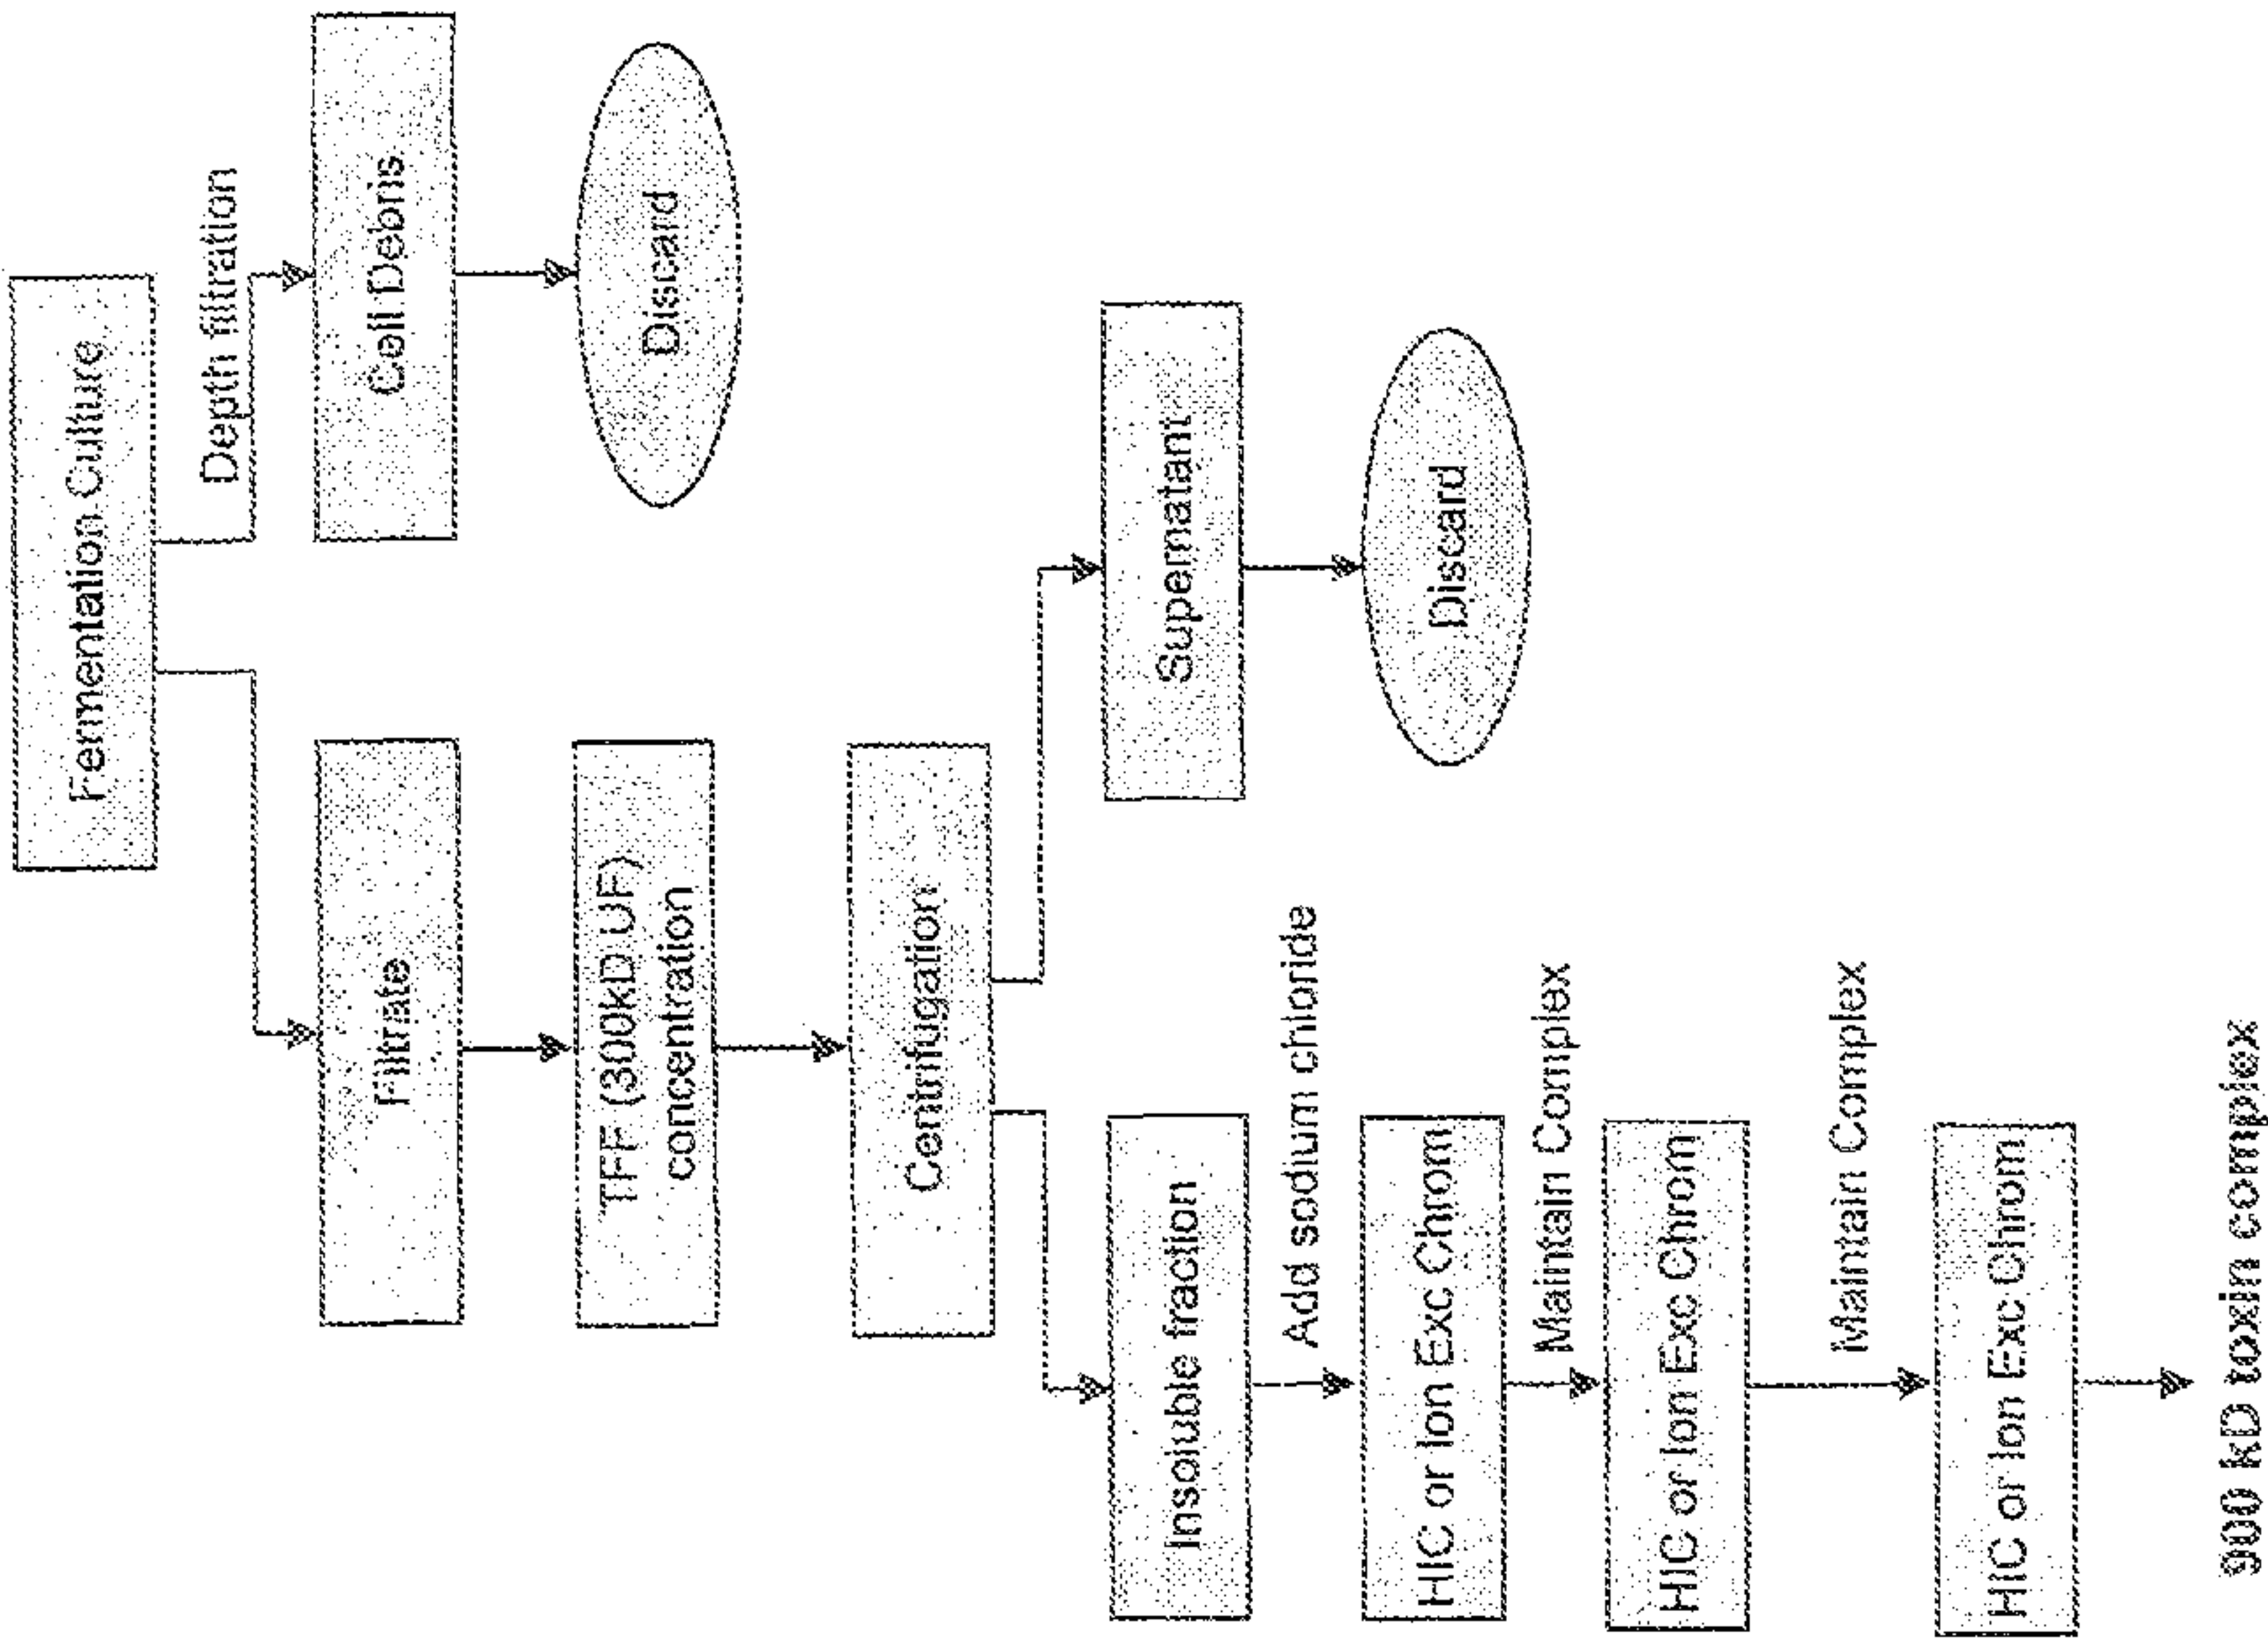 Fermentation Culture
Depth filtration
Filtrate
Cell Debris
TFF (300kD UF)
concentration
Discard
Centrifugation
Insoluble fraction
Supernatant
Add sodium chloride
HIC or Ion Exc Chrom
Discard
Maintain Complex
HIC or Ion Exc Chrom
Maintain Complex
HIC or Ion Exc Chrom
900 kD toxin complex